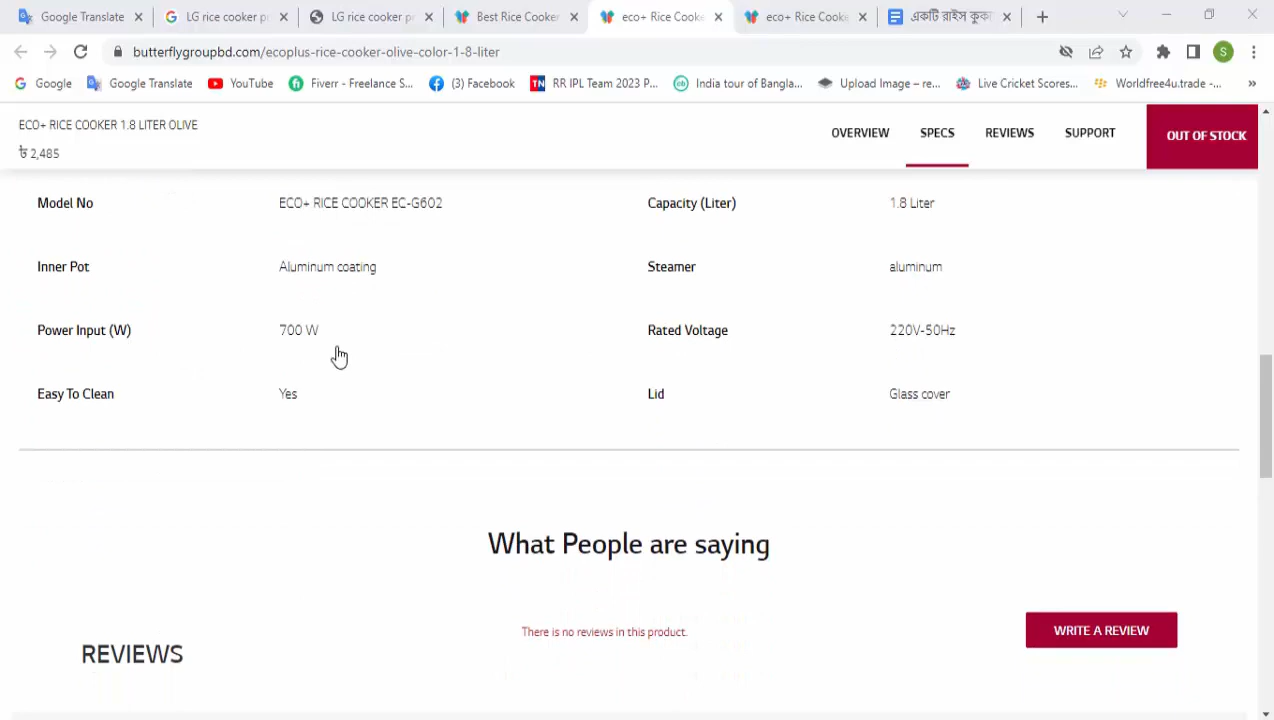 Google Translate
LG rice cooker pr
LG rice cooker pr
Best Rice Cooker
eco+ Rice Cooke
eco+ Rice Cooke
একটি রাইস কুকা
butterflygroupbd.com/ecoplus-rice-cooker-olive-color-1-8-liter
S
Google
Google Translate
YouTube
Fiverr - Freelance S...
(3) Facebook
RR IPL Team 2023 P...
India tour of Bangla...
Upload Image – re...
Live Cricket Scores...
Worldfree4u.trade -...
»
ECO+ RICE COOKER 1.8 LITER OLIVE
৳ 2,485
OVERVIEW
SPECS
REVIEWS
SUPPORT
OUT OF STOCK
Model No ECO+ RICE COOKER EC-G602 Capacity (Liter) 1.8 Liter
Inner Pot Aluminum coating Steamer aluminum
Power Input (W) 700 W Rated Voltage 220V-50Hz
Easy To Clean Yes Lid Glass cover
What People are saying
There is no reviews in this product.
WRITE A REVIEW
REVIEWS